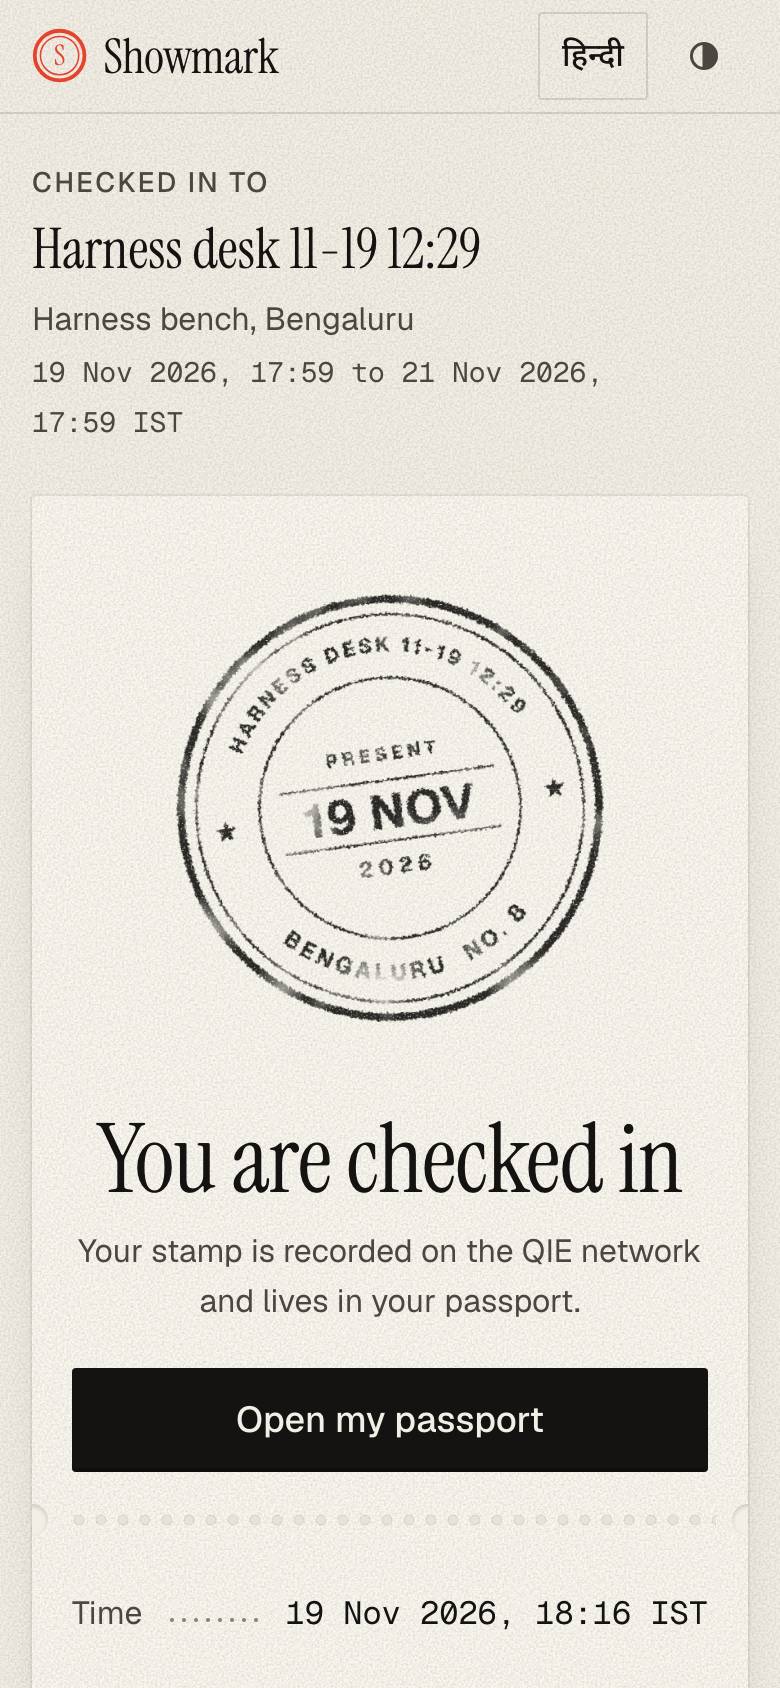 S
Showmark
हिन्दी
CHECKED IN TO
Harness desk 11-19 12:29
Harness bench, Bengaluru
19 Nov 2026, 17:59 to 21 Nov 2026,
17:59 IST
HARNESS DESK 11-19 12:29
PRESENT
19 NOV
2026
BENGALURU NO. 8
You are checked in
Your stamp is recorded on the QIE network
and lives in your passport.
Open my passport
Time ........ 19 Nov 2026, 18:16 IST